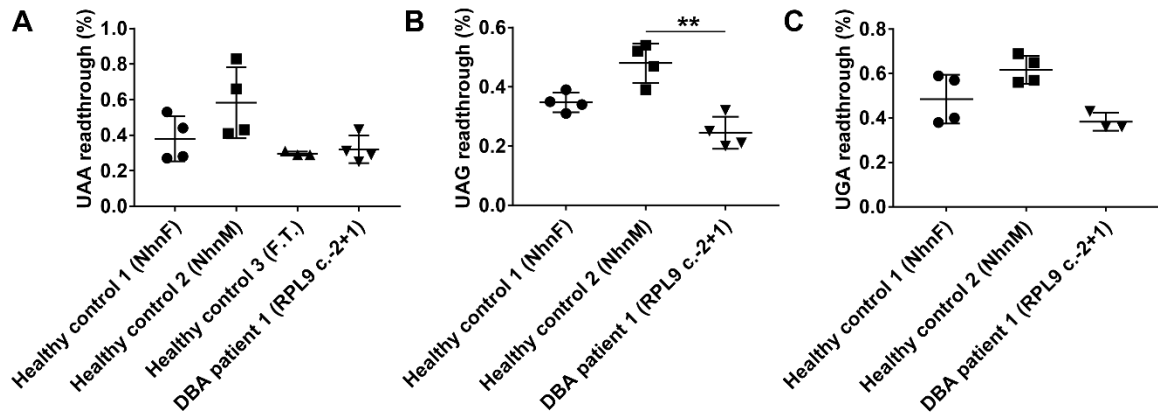 A
UAA readthrough (%)
1.0
0.8
0.6
0.4
0.2
0.0
Healthy control 1 (NhnF)
Healthy control 2 (NhnM)
Healthy control 3 (F.T.)
DBA patient 1 (RPL9 c.-2+1)
B
UAG readthrough (%)
0.6
0.4
0.2
0.0
**
Healthy control 1 (NhnF)
Healthy control 2 (NhnM)
DBA patient 1 (RPL9 c.-2+1)
C
UGA readthrough (%)
0.8
0.6
0.4
0.2
0.0
Healthy control 1 (NhnF)
Healthy control 2 (NhnM)
DBA patient 1 (RPL9 c.-2+1)